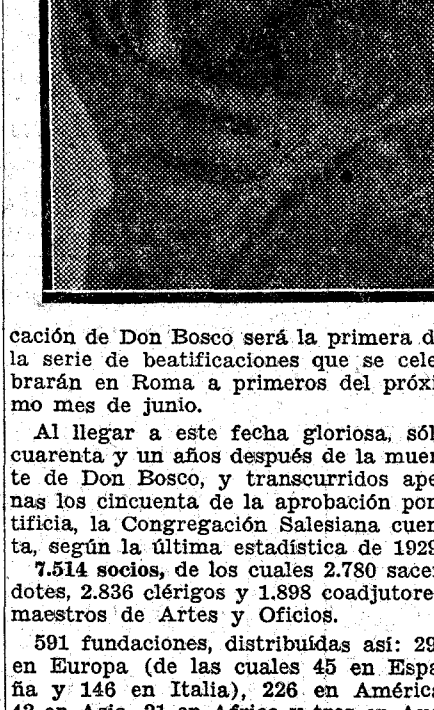 cación de Don Bosco será la primera d
la serie de beatificaciones que se cele
brarán en Roma a primeros del próxi
mo mes de junio.
Al llegar a este fecha gloriosa, sól
cuarenta y un años después de la muer
te de Don Bosco, y transcurridos ape
nas los cincuenta de la aprobación pon
tificia, la Congregación Salesiana cuen
ta, según la última estadística de 1929
7.514 socios, de los cuales 2.780 sacer
dotes, 2.836 clérigos y 1.898 coadjutore
maestros de Artes y Oficios.
591 fundaciones, distribuídas así: 29
en Europa (de las cuales 45 en Espa
ña y 146 en Italia), 226 en Améric